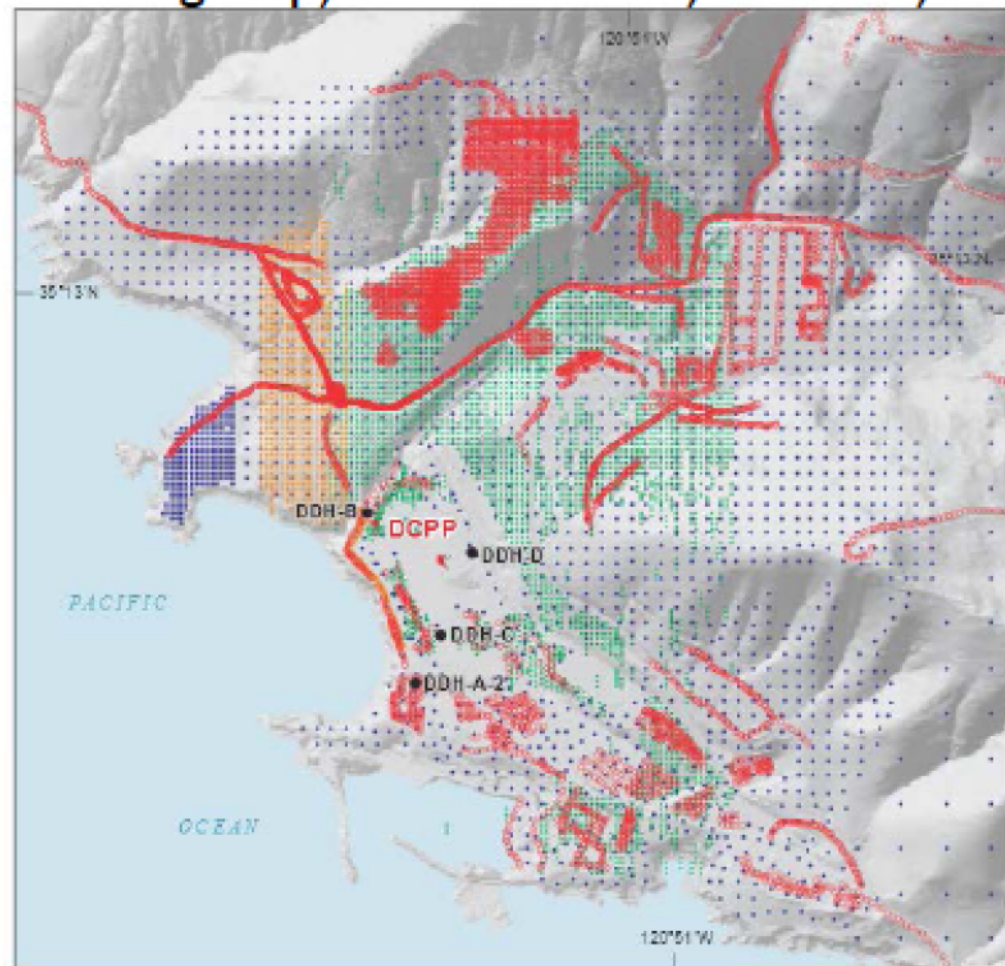 120°51'W
35°13'N
DDH-B
DCPP
DDH-D
PACIFIC
DDH-C
DDH-A-2
OCEAN
120°51'W